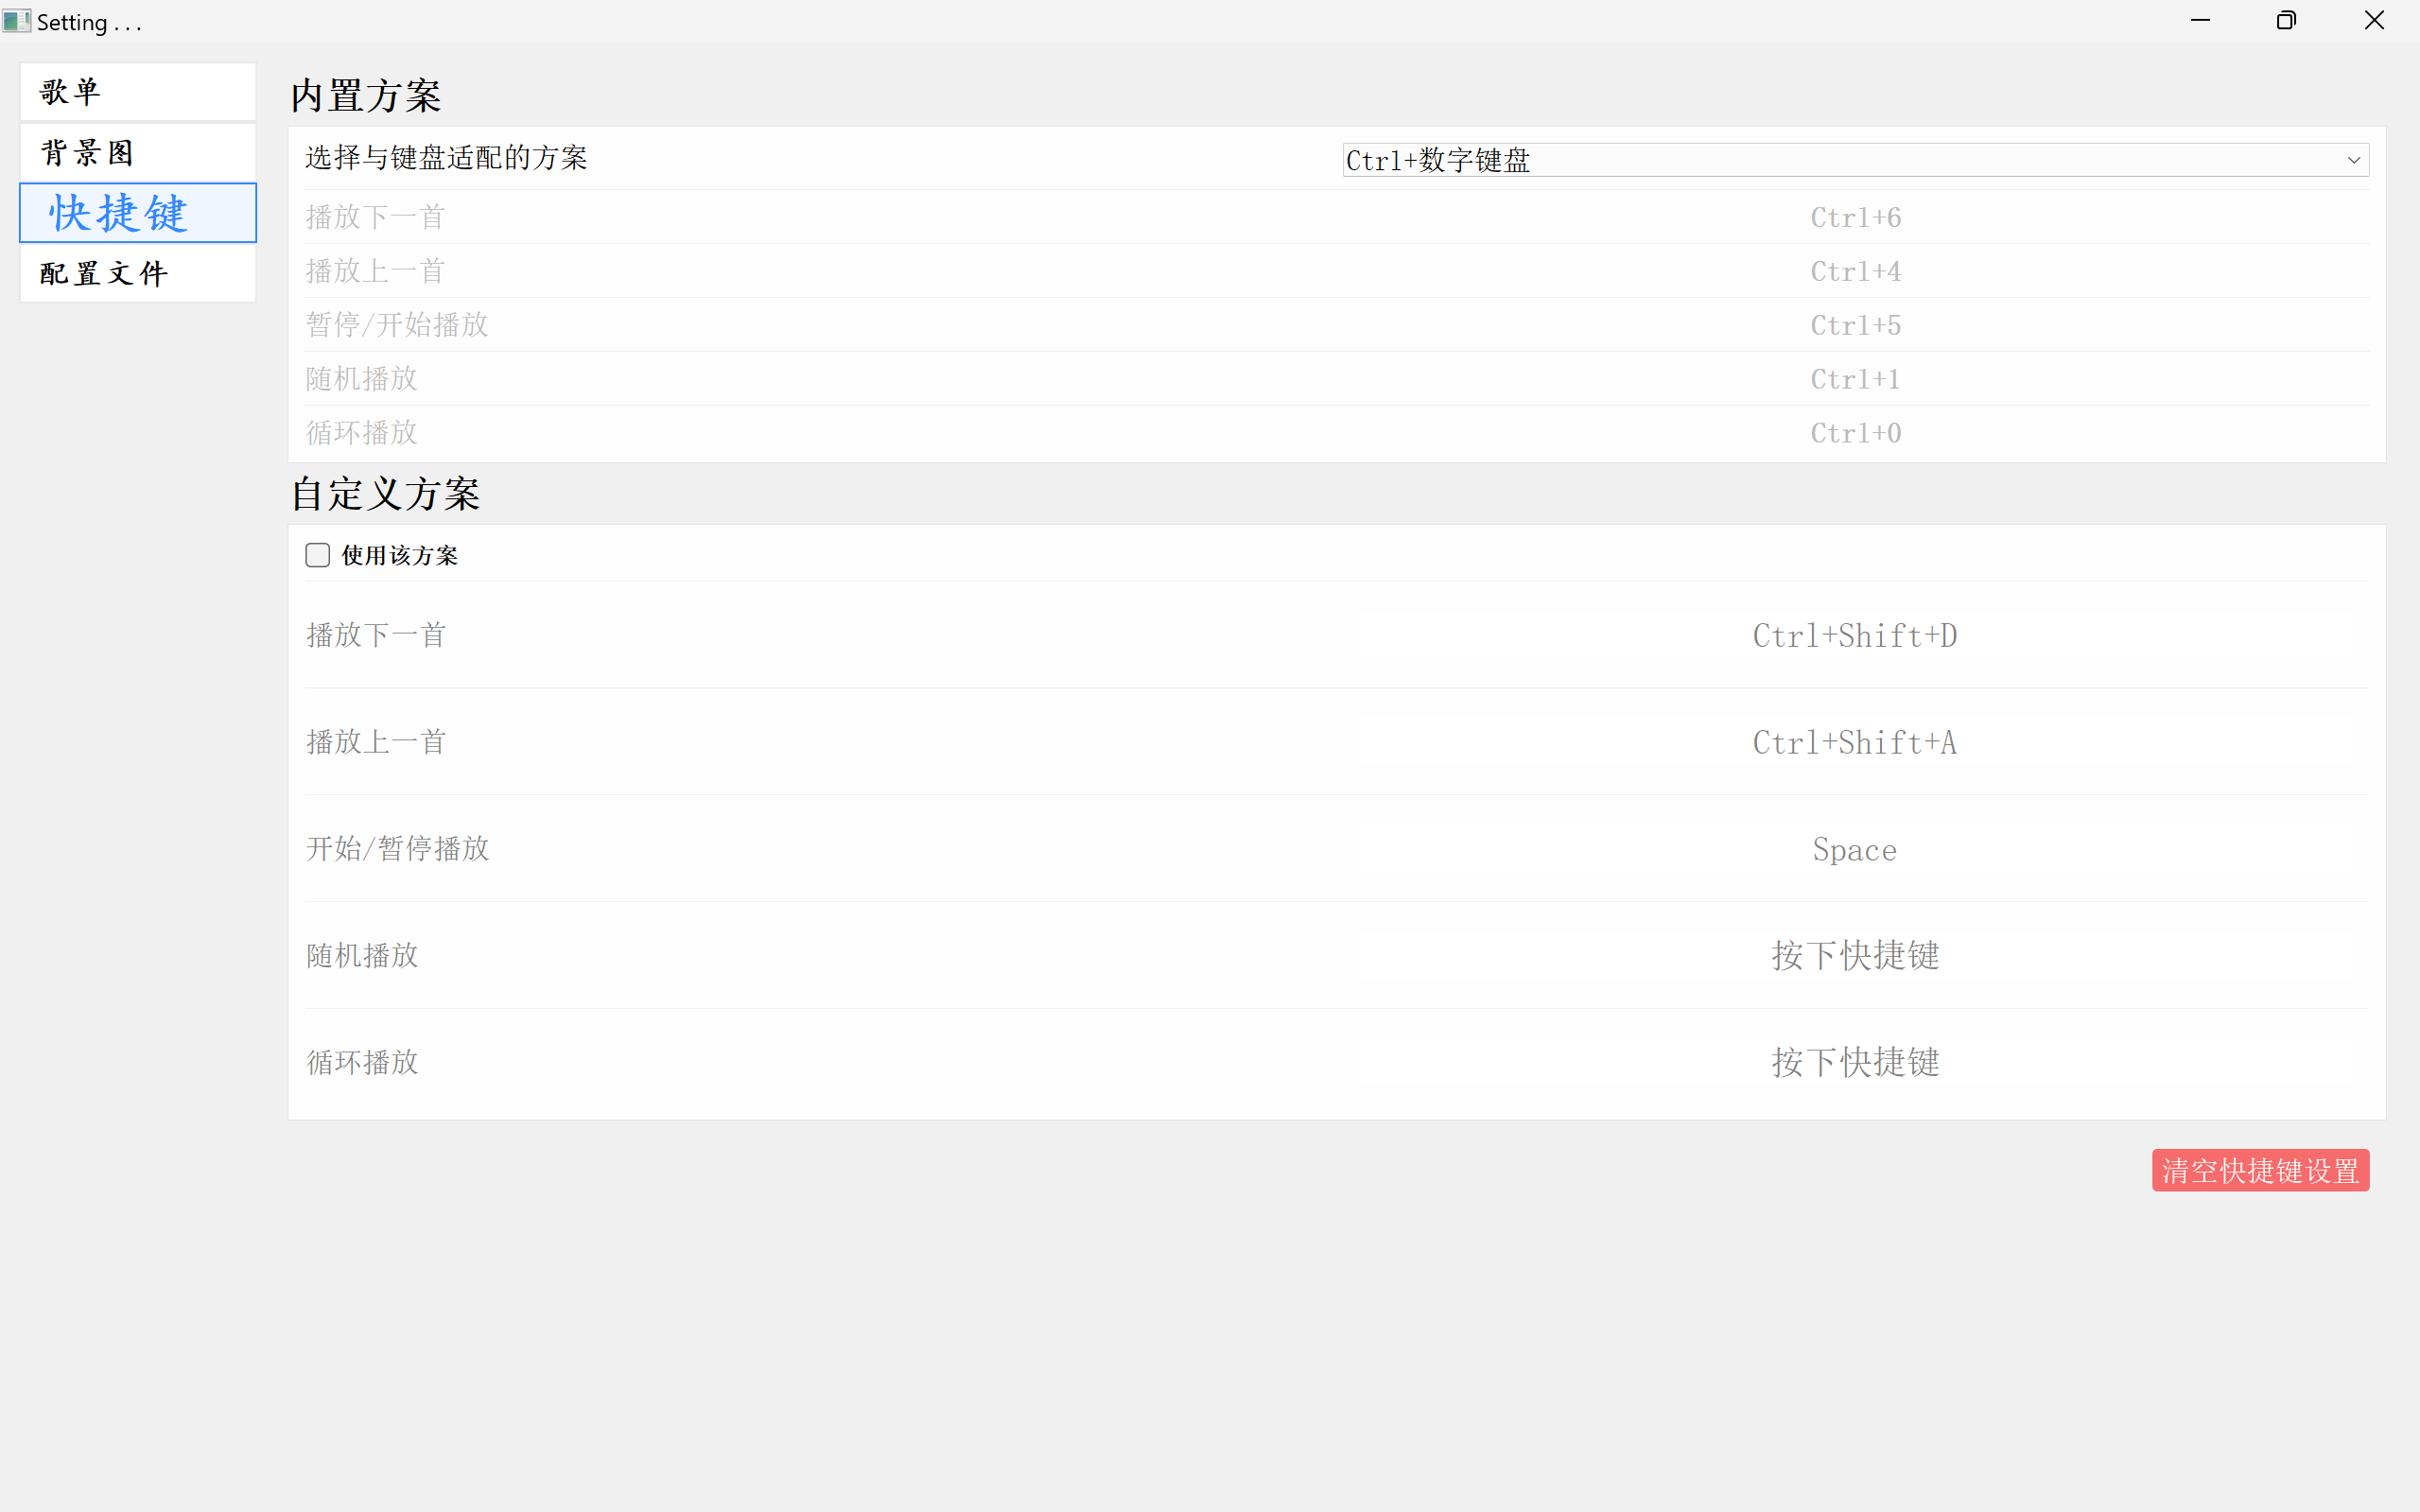 Setting . . .
歌单
背景图
快捷键
配置文件
内置方案
选择与键盘适配的方案 Ctrl+数字键盘
播放下一首 Ctrl+6
播放上一首 Ctrl+4
暂停/开始播放 Ctrl+5
随机播放 Ctrl+1
循环播放 Ctrl+0
自定义方案
使用该方案
播放下一首 Ctrl+Shift+D
播放上一首 Ctrl+Shift+A
开始/暂停播放 Space
随机播放 按下快捷键
循环播放 按下快捷键
清空快捷键设置